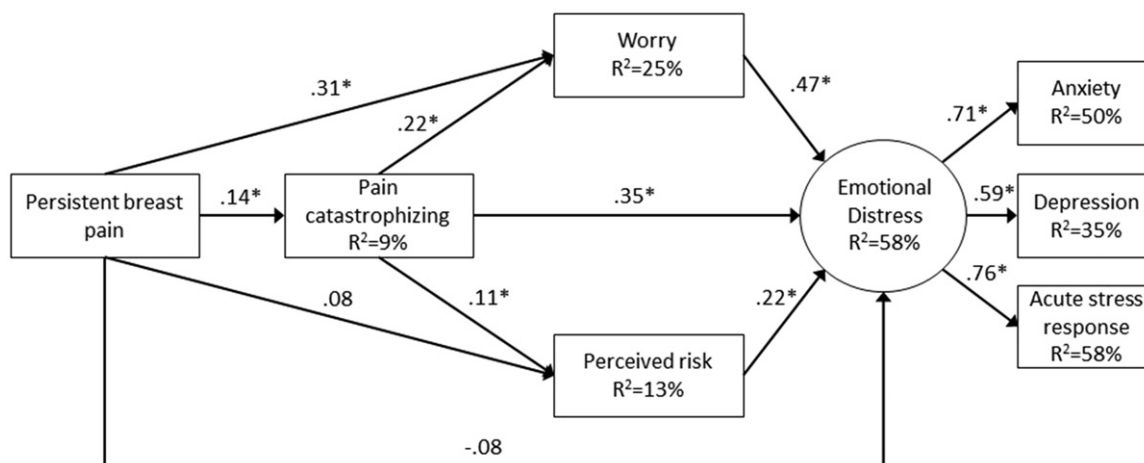 Worry
R²=25%
.31*
.22*
.47*
Anxiety
R²=50%
.71*
Persistent breast
pain
.14*
Pain
catastrophizing
R²=9%
.35*
Emotional
Distress
R²=58%
.59*
Depression
R²=35%
.08
.11*
.22*
.76*
Acute stress
response
R²=58%
Perceived risk
R²=13%
-.08